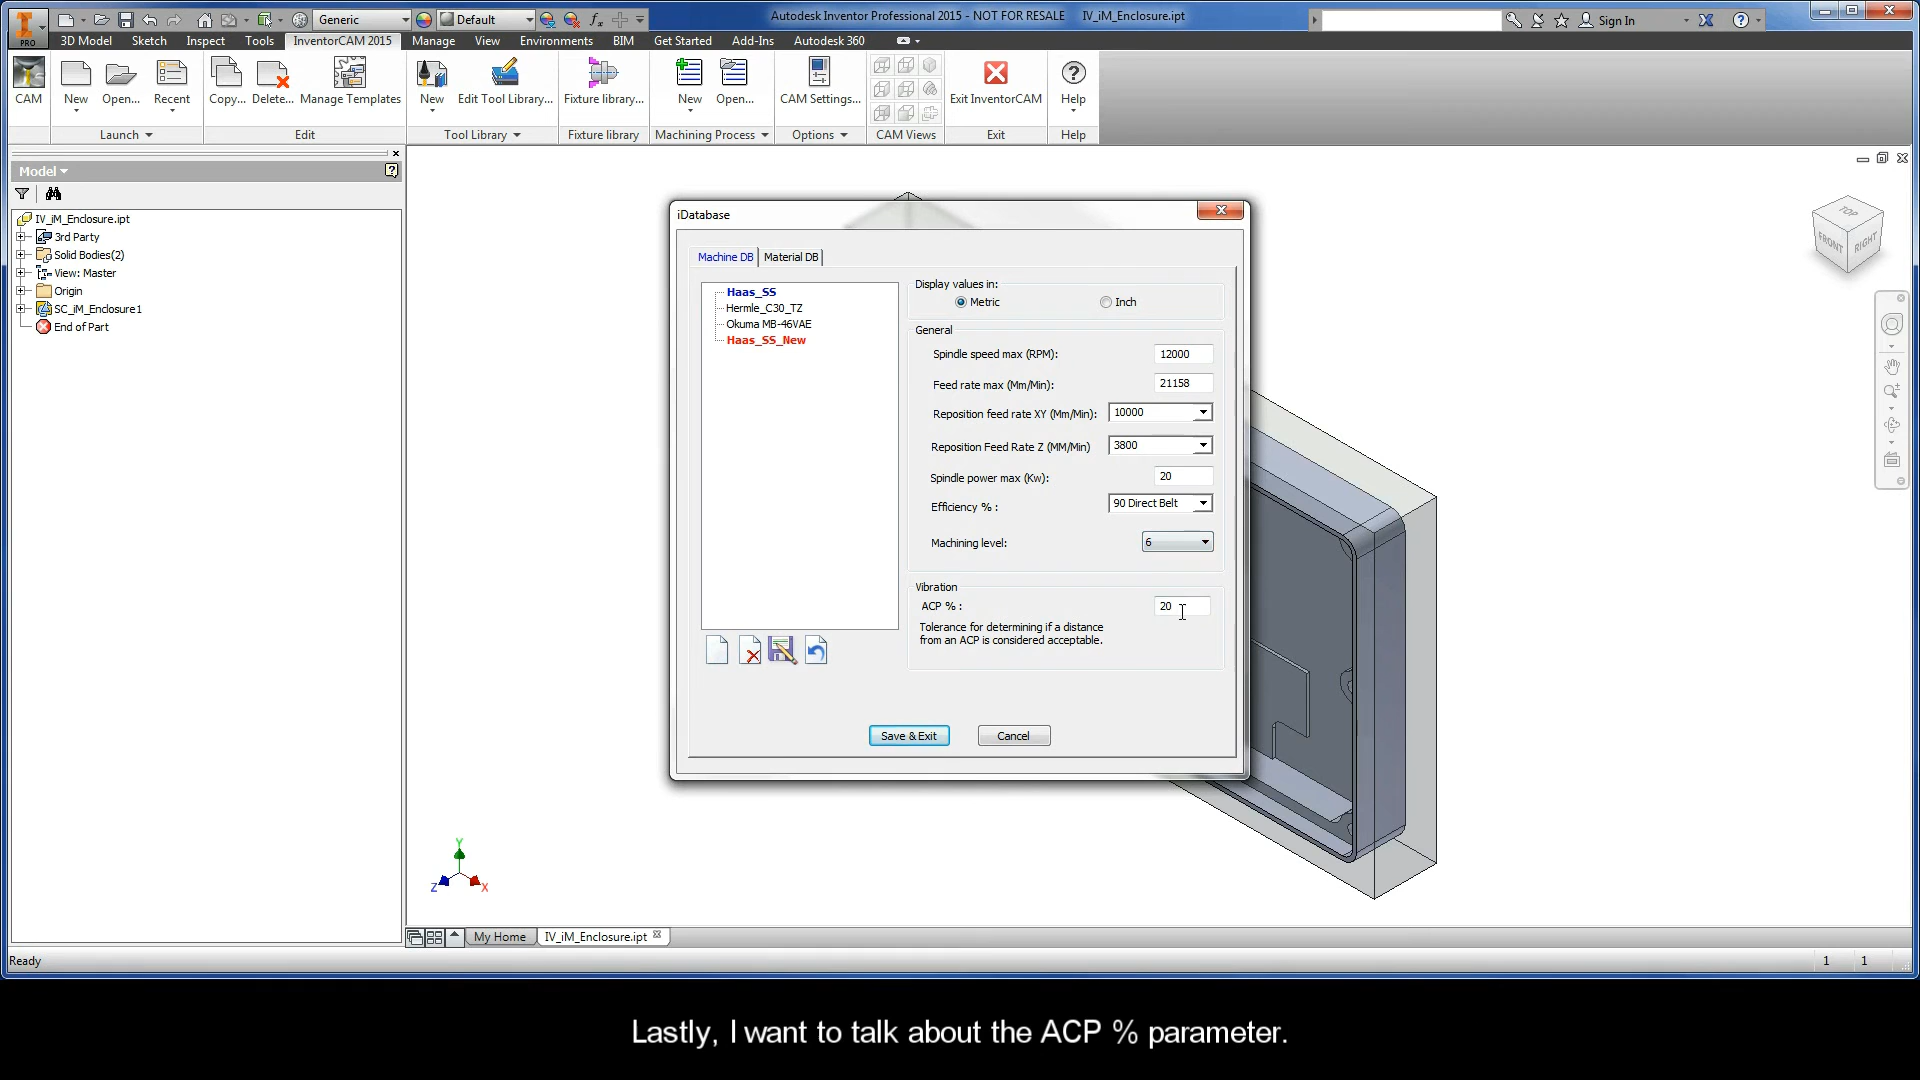 Generic
Default
Autodesk Inventor Professional 2015 - NOT FOR RESALE IV_iM_Enclosure.ipt
Sign In
PRO
3D Model Sketch Inspect Tools InventorCAM 2015 Manage View Environments BIM Get Started Add-Ins Autodesk 360
CAM New Open... Recent Copy... Delete... Manage Templates New Edit Tool Library... Fixture library... New Open... CAM Settings... Exit InventorCAM Help
Launch Edit Tool Library Fixture library Machining Process Options CAM Views Exit Help
Model
IV_iM_Enclosure.ipt
3rd Party
Solid Bodies(2)
View: Master
Origin
SC_iM_Enclosure1
End of Part
iDatabase
Machine DB Material DB
Haas_SS
Hermle_C30_TZ
Okuma MB-46VAE
Haas_SS_New
Display values in:
Metric Inch
General
Spindle speed max (RPM): 12000
Feed rate max (Mm/Min): 21158
Reposition feed rate XY (Mm/Min): 10000
Reposition Feed Rate Z (MM/Min) 3800
Spindle power max (Kw): 20
Efficiency % : 90 Direct Belt
Machining level: 6
Vibration
ACP % : 20
Tolerance for determining if a distance
from an ACP is considered acceptable.
Save & Exit Cancel
TOP
FRONT RIGHT
Y
Z X
My Home IV_iM_Enclosure.ipt
Ready 1 1
Lastly, I want to talk about the ACP % parameter.